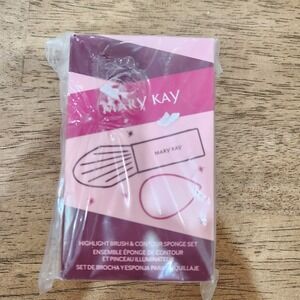 MARY KAY
MARY KAY
HIGHLIGHT BRUSH & CONTOUR SPONGE SET
ENSEMBLE ÉPONGE DE CONTOUR
ET PINCEAU ILLUMINATEUR
SET DE BROCHA Y ESPONJA PARA MAQUILLAJE